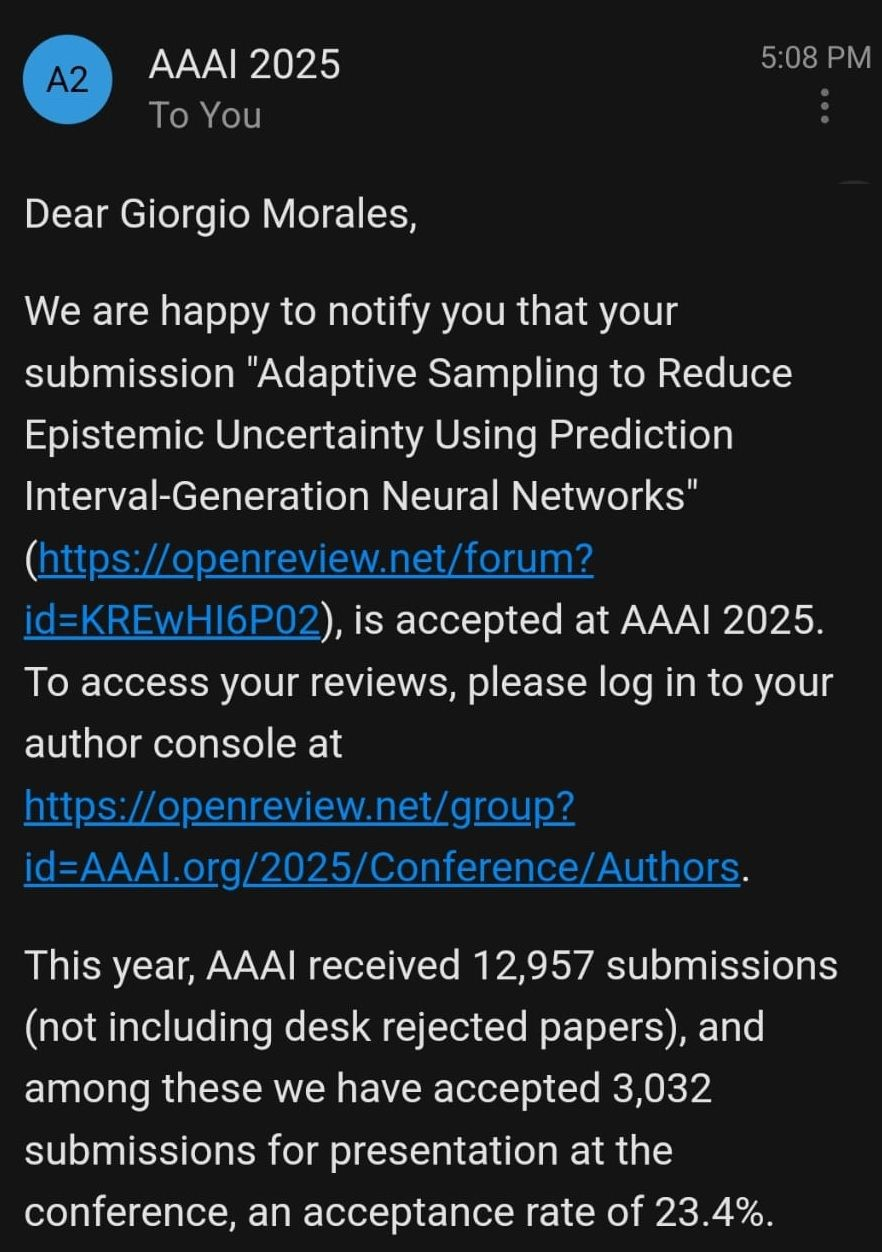 A2
AAAI 2025
5:08 PM
To You
Dear Giorgio Morales,
We are happy to notify you that your
submission "Adaptive Sampling to Reduce
Epistemic Uncertainty Using Prediction
Interval-Generation Neural Networks"
(https://openreview.net/forum?
id=KREwHI6P02), is accepted at AAAI 2025.
To access your reviews, please log in to your
author console at
https://openreview.net/group?
id=AAAI.org/2025/Conference/Authors.
This year, AAAI received 12,957 submissions
(not including desk rejected papers), and
among these we have accepted 3,032
submissions for presentation at the
conference, an acceptance rate of 23.4%.